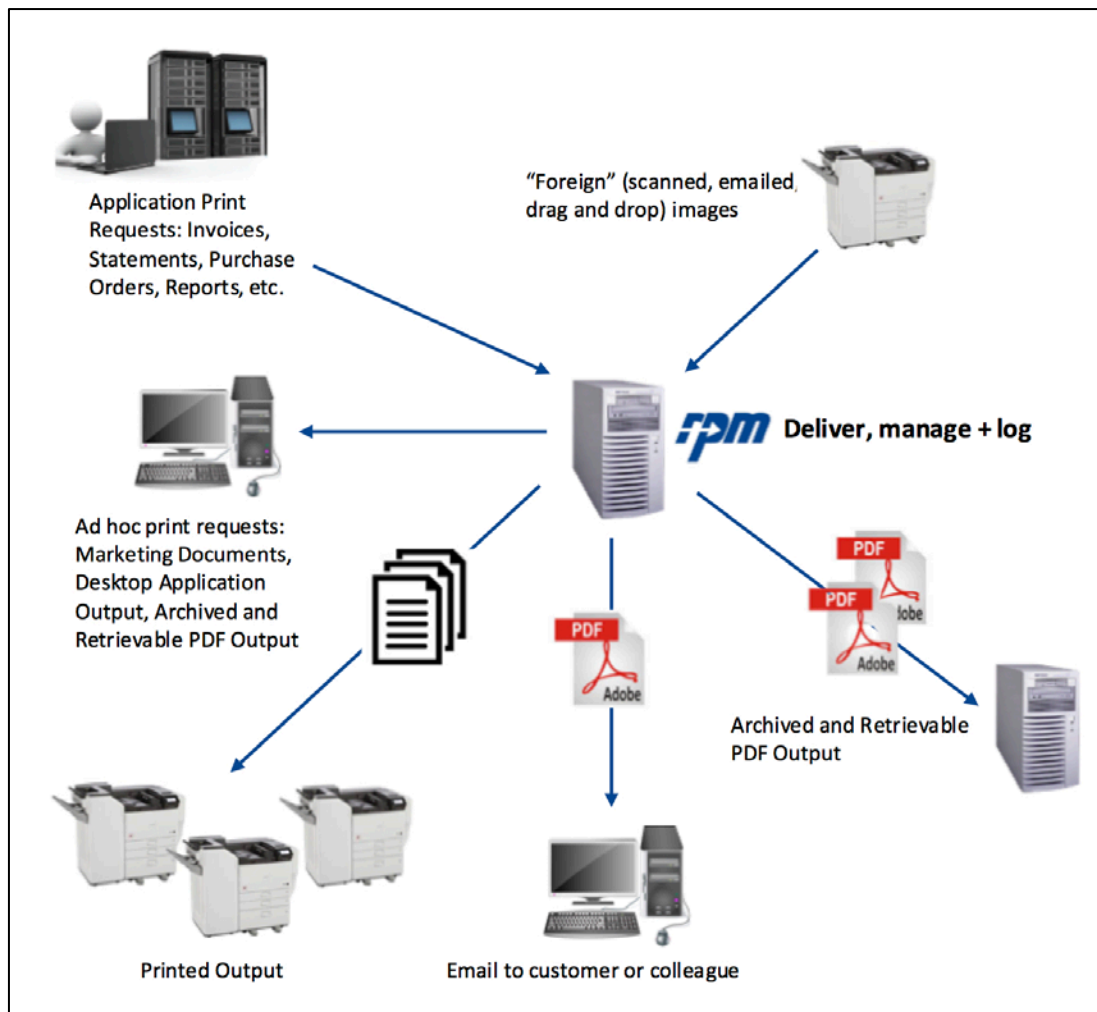 Application Print
Requests: Invoices,
Statements, Purchase
Orders, Reports, etc.
“Foreign” (scanned, emailed,
drag and drop) images
rpm Deliver, manage + log
Ad hoc print requests:
Marketing Documents,
Desktop Application
Output, Archived and
Retrievable PDF Output
PDF
Adobe
PDF
Adobe
PDF
Adobe
Archived and Retrievable
PDF Output
Printed Output
Email to customer or colleague